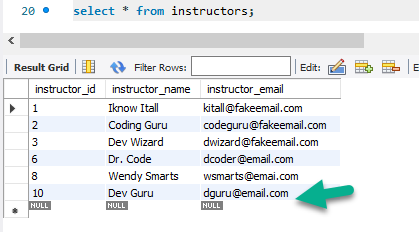 20 select * from instructors;
Result Grid Filter Rows: Edit:
instructor_id instructor_name instructor_email
1 Iknow Itall kitall@fakeemail.com
2 Coding Guru codeguru@fakeemail.com
3 Dev Wizard dwizard@fakeemail.com
6 Dr. Code dcoder@email.com
8 Wendy Smarts wsmarts@email.com
10 Dev Guru dguru@email.com
NULL NULL NULL